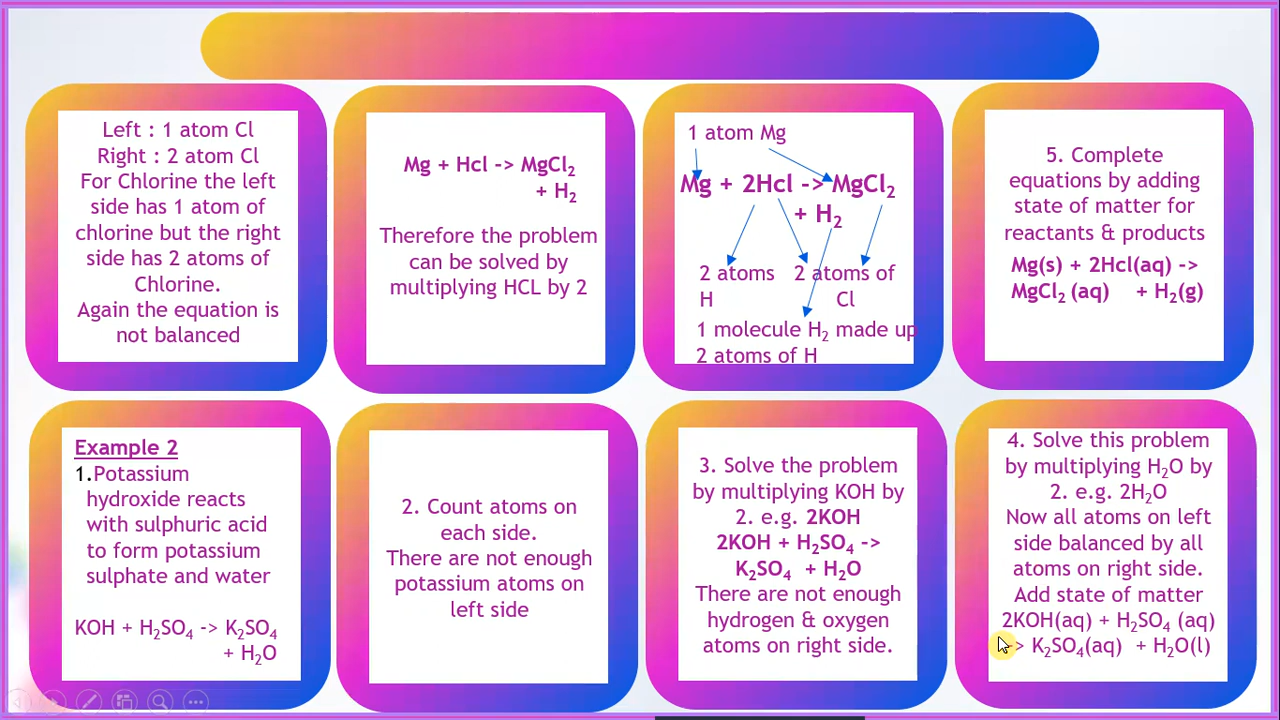 Left : 1 atom Cl
Right : 2 atom Cl
For Chlorine the left
side has 1 atom of
chlorine but the right
side has 2 atoms of
Chlorine.
Again the equation is
not balanced
Mg + Hcl -> MgCl₂
+ H₂
Therefore the problem
can be solved by
multiplying HCL by 2
1 atom Mg
Mg + 2Hcl -> MgCl₂
+ H₂
2 atoms
H
2 atoms of
Cl
1 molecule H₂ made up
2 atoms of H
5. Complete
equations by adding
state of matter for
reactants & products
Mg(s) + 2Hcl(aq) ->
MgCl₂ (aq) + H₂(g)
Example 2
1.Potassium
hydroxide reacts
with sulphuric acid
to form potassium
sulphate and water
KOH + H₂SO₄ -> K₂SO₄
+ H₂O
2. Count atoms on
each side.
There are not enough
potassium atoms on
left side
3. Solve the problem
by multiplying KOH by
2. e.g. 2KOH
2KOH + H₂SO₄ ->
K₂SO₄ + H₂O
There are not enough
hydrogen & oxygen
atoms on right side.
4. Solve this problem
by multiplying H₂O by
2. e.g. 2H₂O
Now all atoms on left
side balanced by all
atoms on right side.
Add state of matter
2KOH(aq) + H₂SO₄ (aq)
-> K₂SO₄(aq) + H₂O(l)